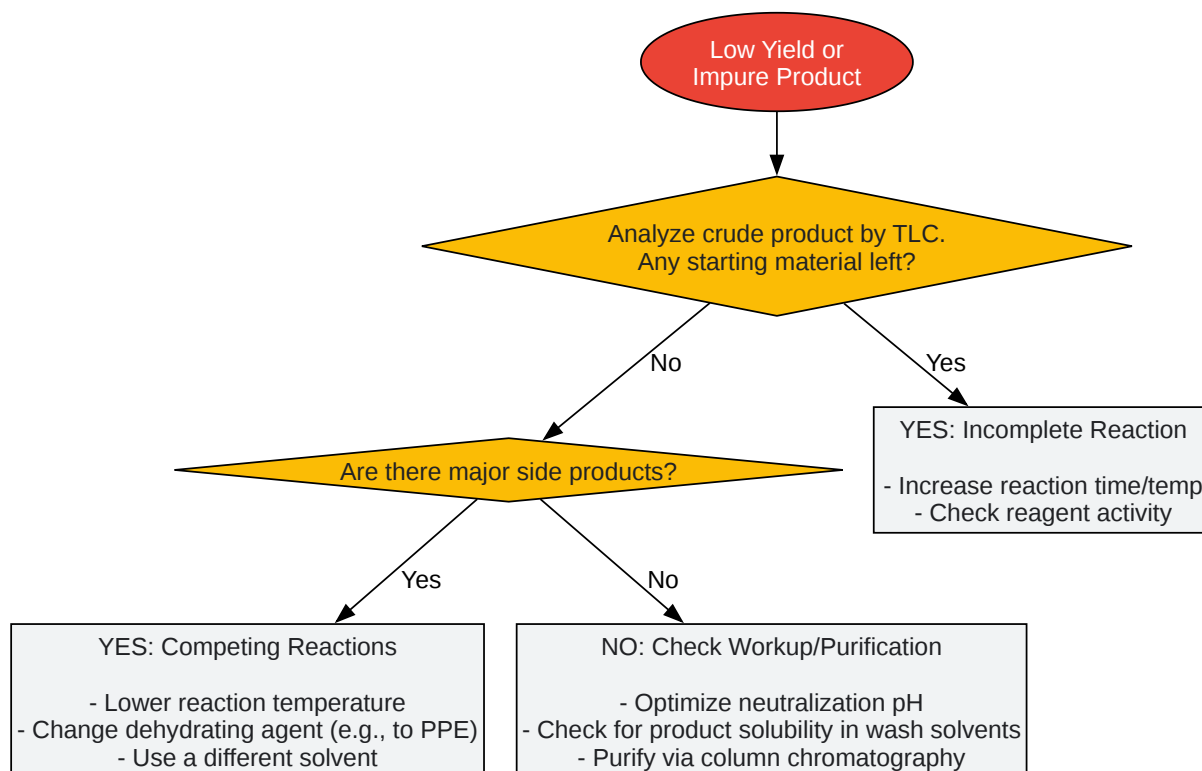 Low Yield or
Impure Product
Analyze crude product by TLC.
Any starting material left?
No
Yes
YES: Incomplete Reaction
- Increase reaction time/temp
- Check reagent activity
Are there major side products?
Yes
No
YES: Competing Reactions
- Lower reaction temperature
- Change dehydrating agent (e.g., to PPE)
- Use a different solvent
NO: Check Workup/Purification
- Optimize neutralization pH
- Check for product solubility in wash solvents
- Purify via column chromatography